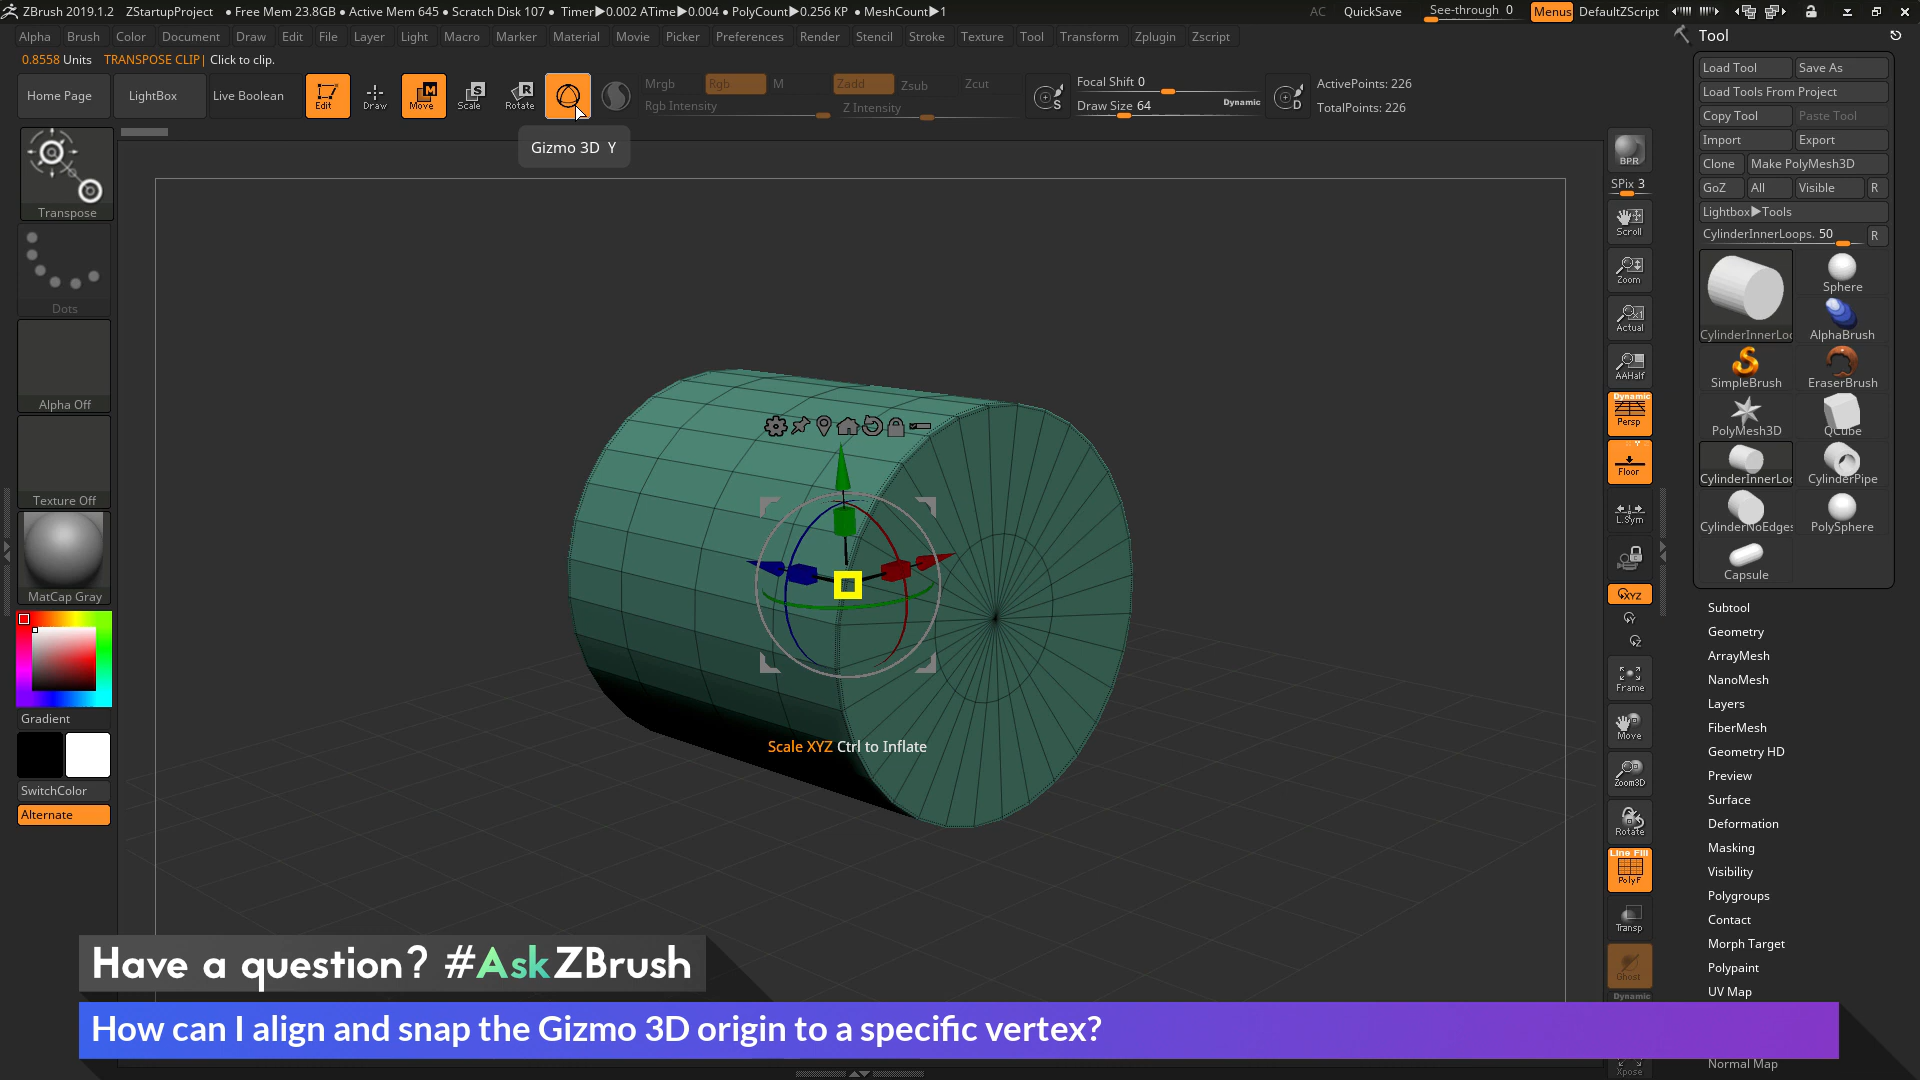 ZBrush 2019.1.2 ZStartupProject • Free Mem 23.8GB • Active Mem 645 • Scratch Disk 107 • Timer▶0.002 ATime▶0.004 • PolyCount▶0.256 KP • MeshCount▶1 AC QuickSave See-through 0 Menus DefaultZScript
Alpha Brush Color Document Draw Edit File Layer Light Macro Marker Material Movie Picker Preferences Render Stencil Stroke Texture Tool Transform Zplugin Zscript
0.8558 Units TRANSPOSE CLIP| Click to clip.
Home Page LightBox Live Boolean Edit Draw Move Scale Rotate
M S R
Mrgb Rgb M Zadd Zsub Zcut
Rgb Intensity Z Intensity
S Focal Shift 0
Draw Size 64 Dynamic
D ActivePoints: 226
TotalPoints: 226
Gizmo 3D Y
Transpose
Dots
Alpha Off
Texture Off
MatCap Gray
Gradient
SwitchColor
Alternate
Scale XYZ Ctrl to Inflate
BPR
SPix 3
Scroll
Zoom
Actual
AAHalf
Dynamic
Persp
Floor
L.Sym
XYZ
Y
Z
Frame
Move
Zoom3D
Rotate
Line Fill
PolyF
Transp
Ghost
Dynamic
Xpose
Tool
Load Tool Save As
Load Tools From Project
Copy Tool Paste Tool
Import Export
Clone Make PolyMesh3D
GoZ All Visible R
Lightbox▶Tools
CylinderInnerLoops. 50 R
CylinderInnerLoo Sphere
AlphaBrush
SimpleBrush EraserBrush
PolyMesh3D QCube
CylinderInnerLoo CylinderPipe
CylinderNoEdges PolySphere
Capsule
Subtool
Geometry
ArrayMesh
NanoMesh
Layers
FiberMesh
Geometry HD
Preview
Surface
Deformation
Masking
Visibility
Polygroups
Contact
Morph Target
Polypaint
UV Map
Normal Map
Have a question? #AskZBrush
How can I align and snap the Gizmo 3D origin to a specific vertex?